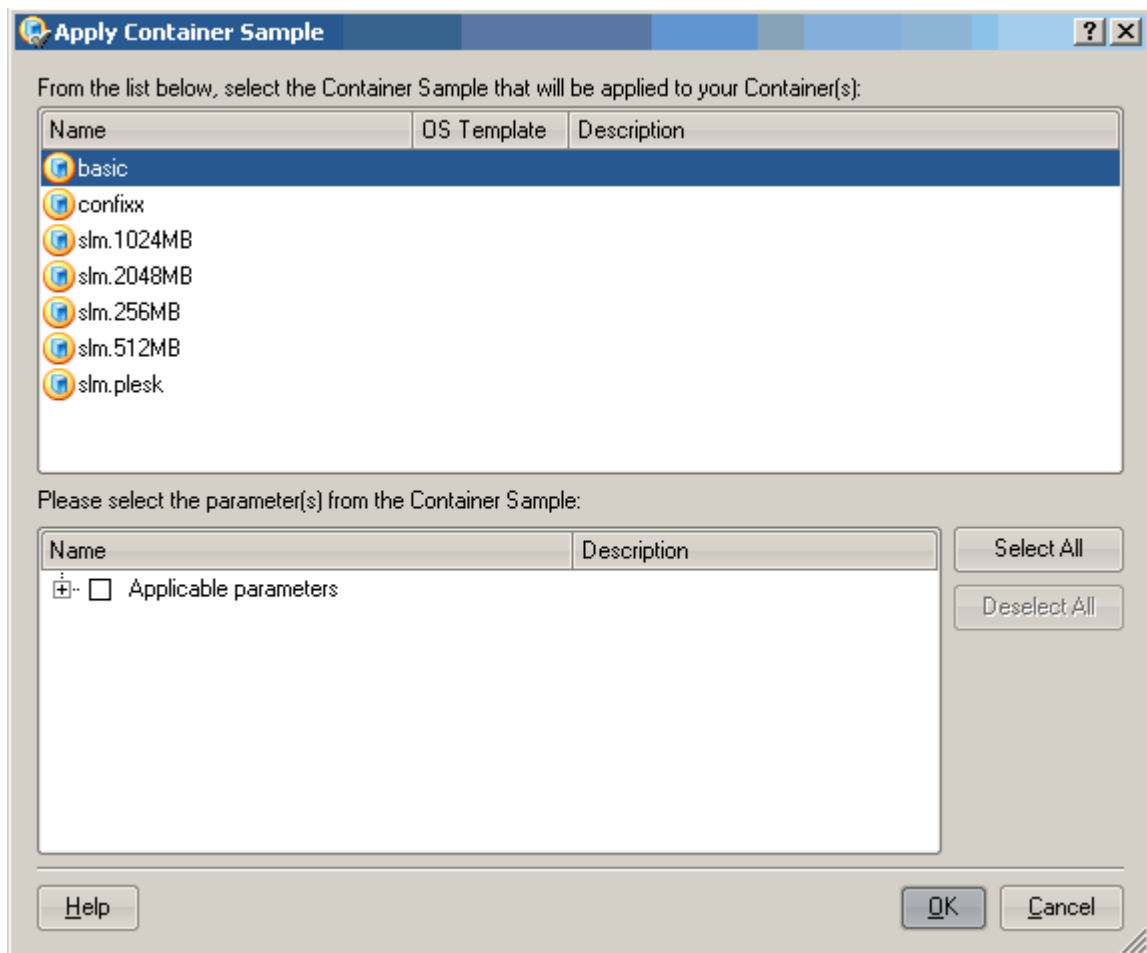 Apply Container Sample
From the list below, select the Container Sample that will be applied to your Container(s):
Name OS Template Description
basic
confixx
slm.1024MB
slm.2048MB
slm.256MB
slm.512MB
slm.plesk
Please select the parameter(s) from the Container Sample:
Name Description
Applicable parameters
Select All
Deselect All
Help OK Cancel